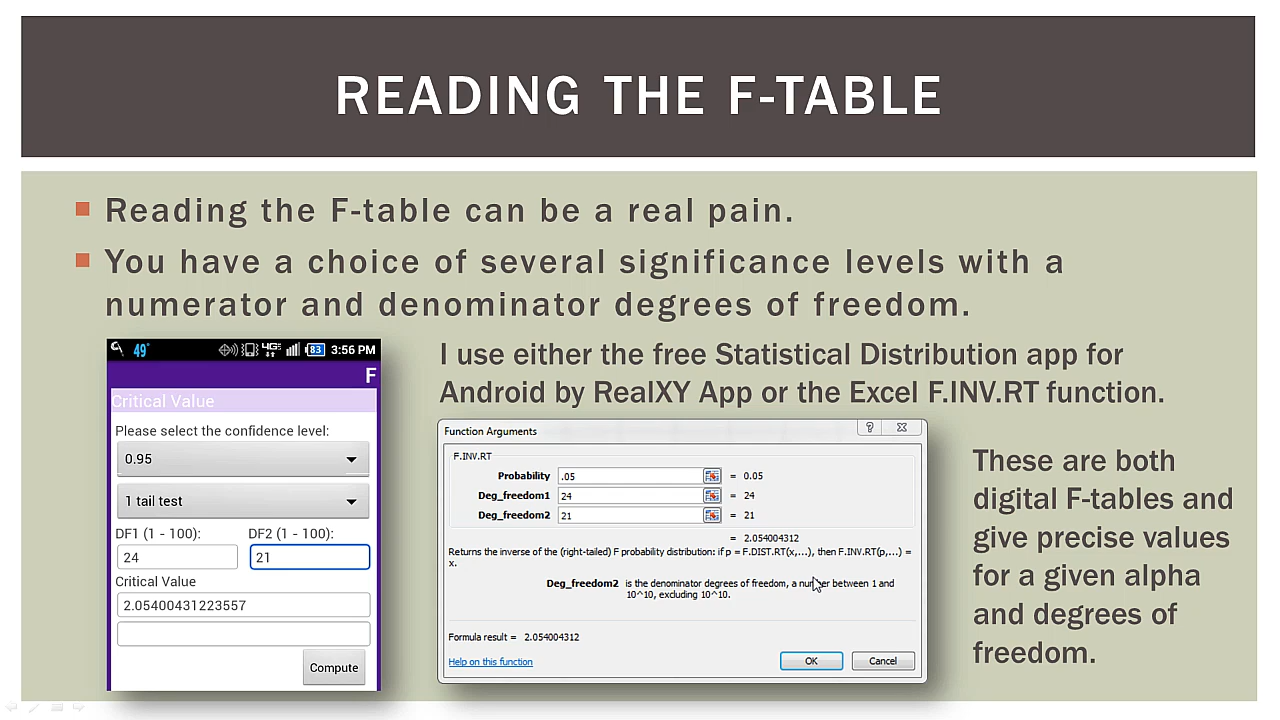 READING THE F-TABLE
Reading the F-table can be a real pain.
You have a choice of several significance levels with a
numerator and denominator degrees of freedom.
49°
4G
83
3:56 PM
F
Critical Value
Please select the confidence level:
0.95
1 tail test
DF1 (1 - 100):
DF2 (1 - 100):
24
21
Critical Value
2.05400431223557
Compute
I use either the free Statistical Distribution app for
Android by RealXY App or the Excel F.INV.RT function.
Function Arguments
?
F.INV.RT
Probability .05 = 0.05
Deg_freedom1 24 = 24
Deg_freedom2 21 = 21
= 2.054004312
Returns the inverse of the (right-tailed) F probability distribution: if p = F.DIST.RT(x,...), then F.INV.RT(p,...) =
x.
Deg_freedom2 is the denominator degrees of freedom, a number between 1 and
10^10, excluding 10^10.
Formula result = 2.054004312
Help on this function
OK
Cancel
These are both
digital F-tables and
give precise values
for a given alpha
and degrees of
freedom.